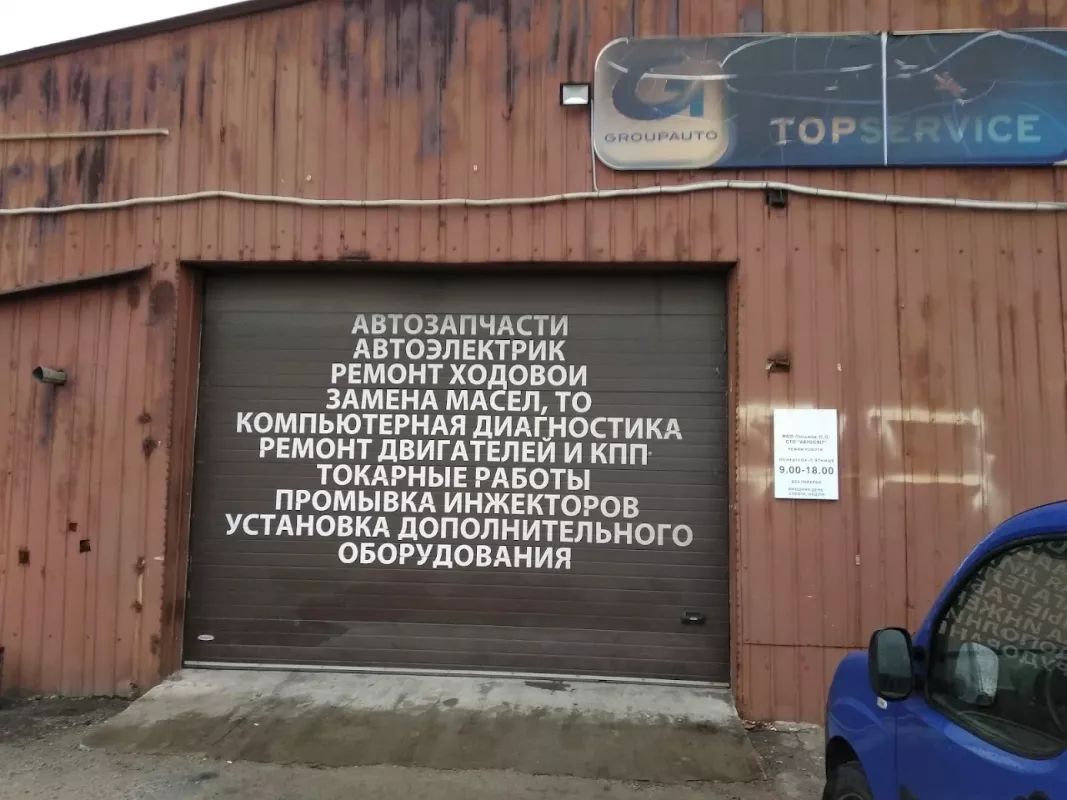 GROUPAUTO
TOPSERVICE
АВТОЗАПЧАСТИ
АВТОЭЛЕКТРИК
РЕМОНТ ХОДОВОИ
ЗАМЕНА МАСЕЛ, ТО
КОМПЬЮТЕРНАЯ ДИАГНОСТИКА
РЕМОНТ ДВИГАТЕЛЕЙ И КПП
ТОКАРНЫЕ РАБОТЫ
ПРОМЫВКА ИНЖЕКТОРОВ
УСТАНОВКА ДОПОЛНИТЕЛЬНОГО
ОБОРУДОВАНИЯ
9.00-18.00